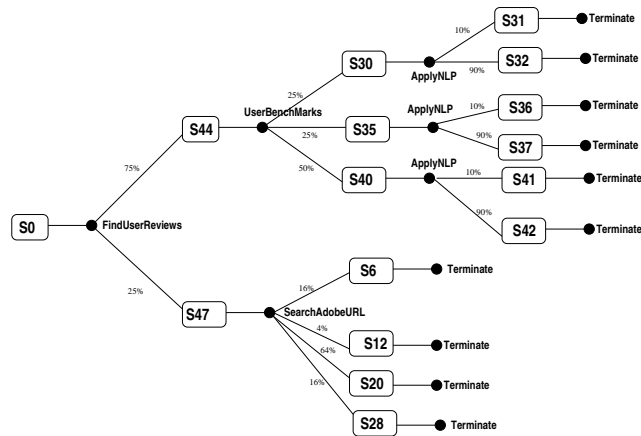 S31
Terminate
10%
S30
S32
Terminate
ApplyNLP
90%
25%
S36
Terminate
UserBenchMarks
ApplyNLP
10%
S44
S35
25%
90%
S37
Terminate
ApplyNLP
75%
50%
S40
10%
S41
Terminate
S0
FindUserReviews
90%
S42
Terminate
S6
Terminate
25%
16%
S47
SearchAdobeURL
4%
S12
Terminate
64%
S20
Terminate
16%
S28
Terminate